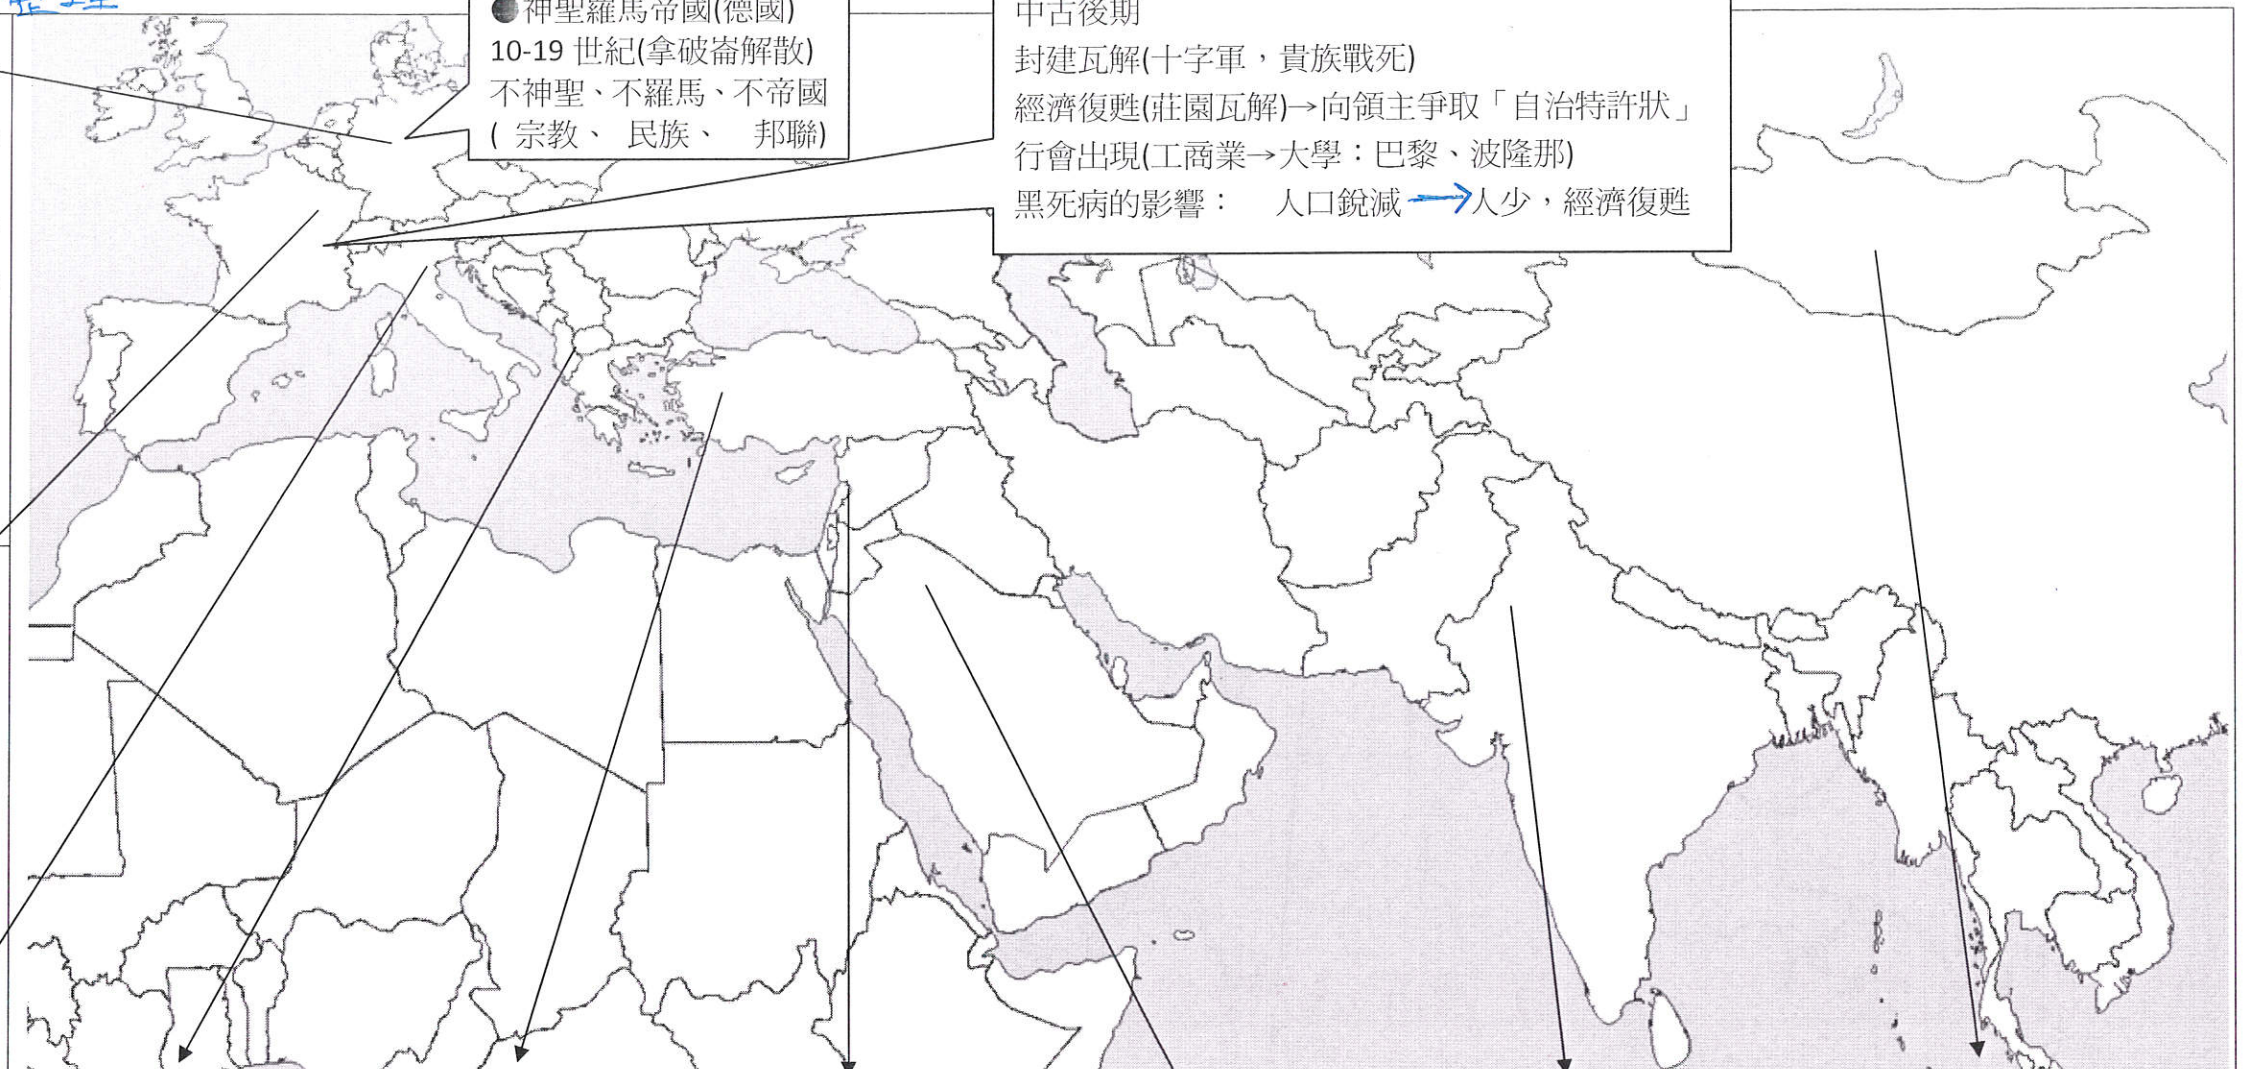 整理
●神聖羅馬帝國(德國)
10-19 世紀(拿破崙解散)
不神聖、不羅馬、不帝國
( 宗教、 民族、 邦聯)
中古後期
封建瓦解(十字軍，貴族戰死)
經濟復甦(莊園瓦解)→向領主爭取「自治特許狀」
行會出現(工商業→大學：巴黎、波隆那)
黑死病的影響： 人口銳減→人少，經濟復甦